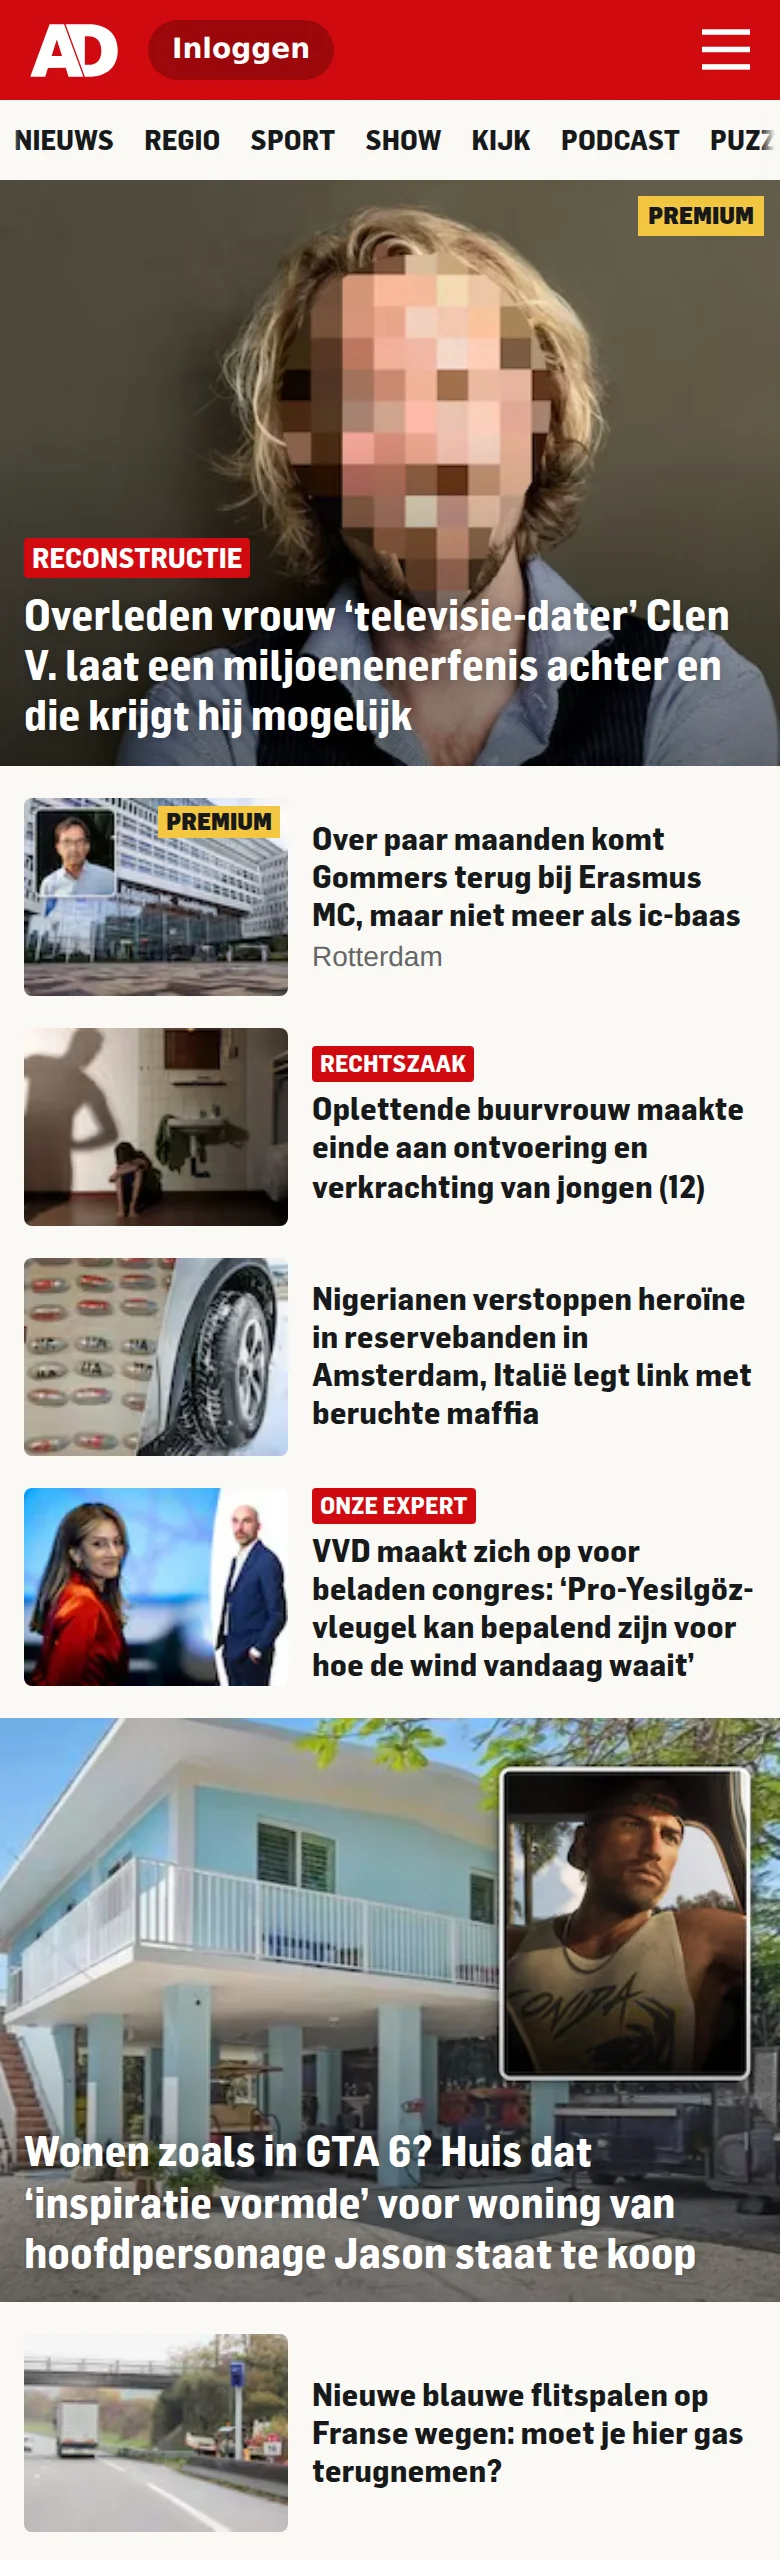 AD
Inloggen
NIEUWS REGIO SPORT SHOW KIJK PODCAST PUZZ
PREMIUM
RECONSTRUCTIE
Overleden vrouw ‘televisie-dater’ Clen
V. laat een miljoenenerfenis achter en
die krijgt hij mogelijk
PREMIUM
Over paar maanden komt
Gommers terug bij Erasmus
MC, maar niet meer als ic-baas
Rotterdam
RECHTSZAAK
Oplettende buurvrouw maakte
einde aan ontvoering en
verkrachting van jongen (12)
Nigerianen verstoppen heroïne
in reservebanden in
Amsterdam, Italië legt link met
beruchte maffia
ONZE EXPERT
VVD maakt zich op voor
beladen congres: ‘Pro-Yesilgöz-
vleugel kan bepalend zijn voor
hoe de wind vandaag waait’
Wonen zoals in GTA 6? Huis dat
‘inspiratie vormde’ voor woning van
hoofdpersonage Jason staat te koop
Nieuwe blauwe flitspalen op
Franse wegen: moet je hier gas
terugnemen?